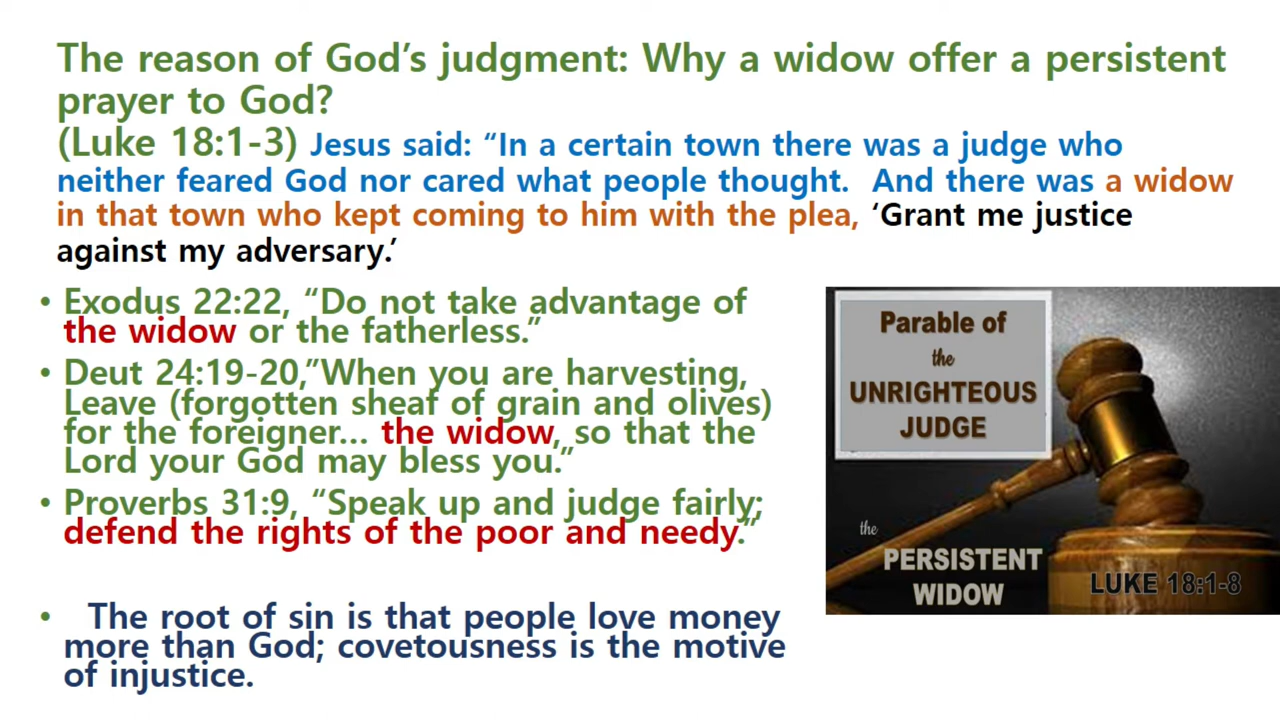 The reason of God’s judgment: Why a widow offer a persistent
prayer to God?
(Luke 18:1-3) Jesus said: “In a certain town there was a judge who
neither feared God nor cared what people thought.  And there was a widow
in that town who kept coming to him with the plea, ‘Grant me justice
against my adversary.’
• Exodus 22:22, “Do not take advantage of
the widow or the fatherless.”
• Deut 24:19-20,”When you are harvesting,
Leave (forgotten sheaf of grain and olives)
for the foreigner... the widow, so that the
Lord your God may bless you.”
• Proverbs 31:9, “Speak up and judge fairly;
defend the rights of the poor and needy.”
• The root of sin is that people love money
more than God; covetousness is the motive
of injustice.
Parable of
the
UNRIGHTEOUS
JUDGE
the
PERSISTENT
WIDOW
LUKE 18:1-8